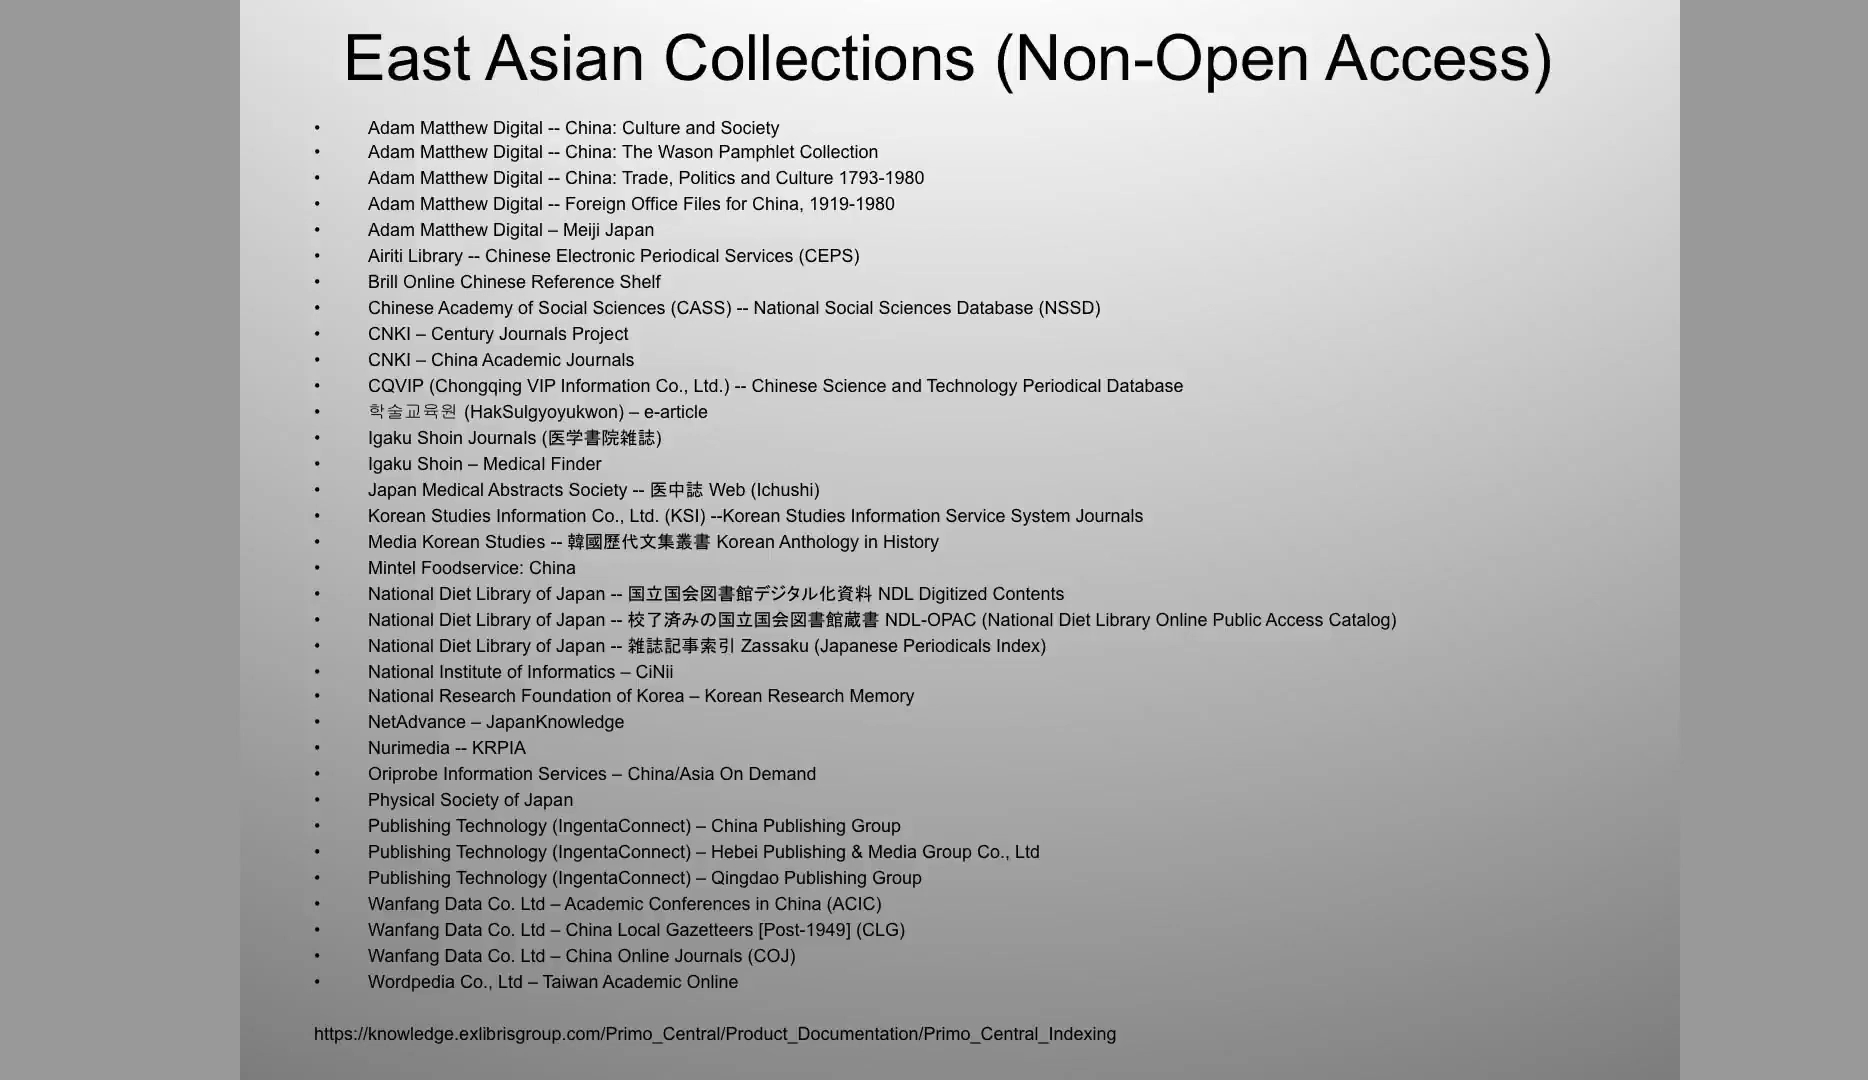 East Asian Collections (Non-Open Access)
• Adam Matthew Digital -- China: Culture and Society
• Adam Matthew Digital -- China: The Wason Pamphlet Collection
• Adam Matthew Digital -- China: Trade, Politics and Culture 1793-1980
• Adam Matthew Digital -- Foreign Office Files for China, 1919-1980
• Adam Matthew Digital – Meiji Japan
• Airiti Library -- Chinese Electronic Periodical Services (CEPS)
• Brill Online Chinese Reference Shelf
• Chinese Academy of Social Sciences (CASS) -- National Social Sciences Database (NSSD)
• CNKI – Century Journals Project
• CNKI – China Academic Journals
• CQVIP (Chongqing VIP Information Co., Ltd.) -- Chinese Science and Technology Periodical Database
• 학술교육원 (HakSulgyoyukwon) – e-article
• Igaku Shoin Journals (医学書院雑誌)
• Igaku Shoin – Medical Finder
• Japan Medical Abstracts Society -- 医中誌 Web (Ichushi)
• Korean Studies Information Co., Ltd. (KSI) --Korean Studies Information Service System Journals
• Media Korean Studies -- 韓國歷代文集叢書 Korean Anthology in History
• Mintel Foodservice: China
• National Diet Library of Japan -- 国立国会図書館デジタル化資料 NDL Digitized Contents
• National Diet Library of Japan -- 校了済みの国立国会図書館蔵書 NDL-OPAC (National Diet Library Online Public Access Catalog)
• National Diet Library of Japan -- 雑誌記事索引 Zassaku (Japanese Periodicals Index)
• National Institute of Informatics – CiNii
• National Research Foundation of Korea – Korean Research Memory
• NetAdvance – JapanKnowledge
• Nurimedia -- KRPIA
• Oriprobe Information Services – China/Asia On Demand
• Physical Society of Japan
• Publishing Technology (IngentaConnect) – China Publishing Group
• Publishing Technology (IngentaConnect) – Hebei Publishing & Media Group Co., Ltd
• Publishing Technology (IngentaConnect) – Qingdao Publishing Group
• Wanfang Data Co. Ltd – Academic Conferences in China (ACIC)
• Wanfang Data Co. Ltd – China Local Gazetteers [Post-1949] (CLG)
• Wanfang Data Co. Ltd – China Online Journals (COJ)
• Wordpedia Co., Ltd – Taiwan Academic Online
https://knowledge.exlibrisgroup.com/Primo_Central/Product_Documentation/Primo_Central_Indexing